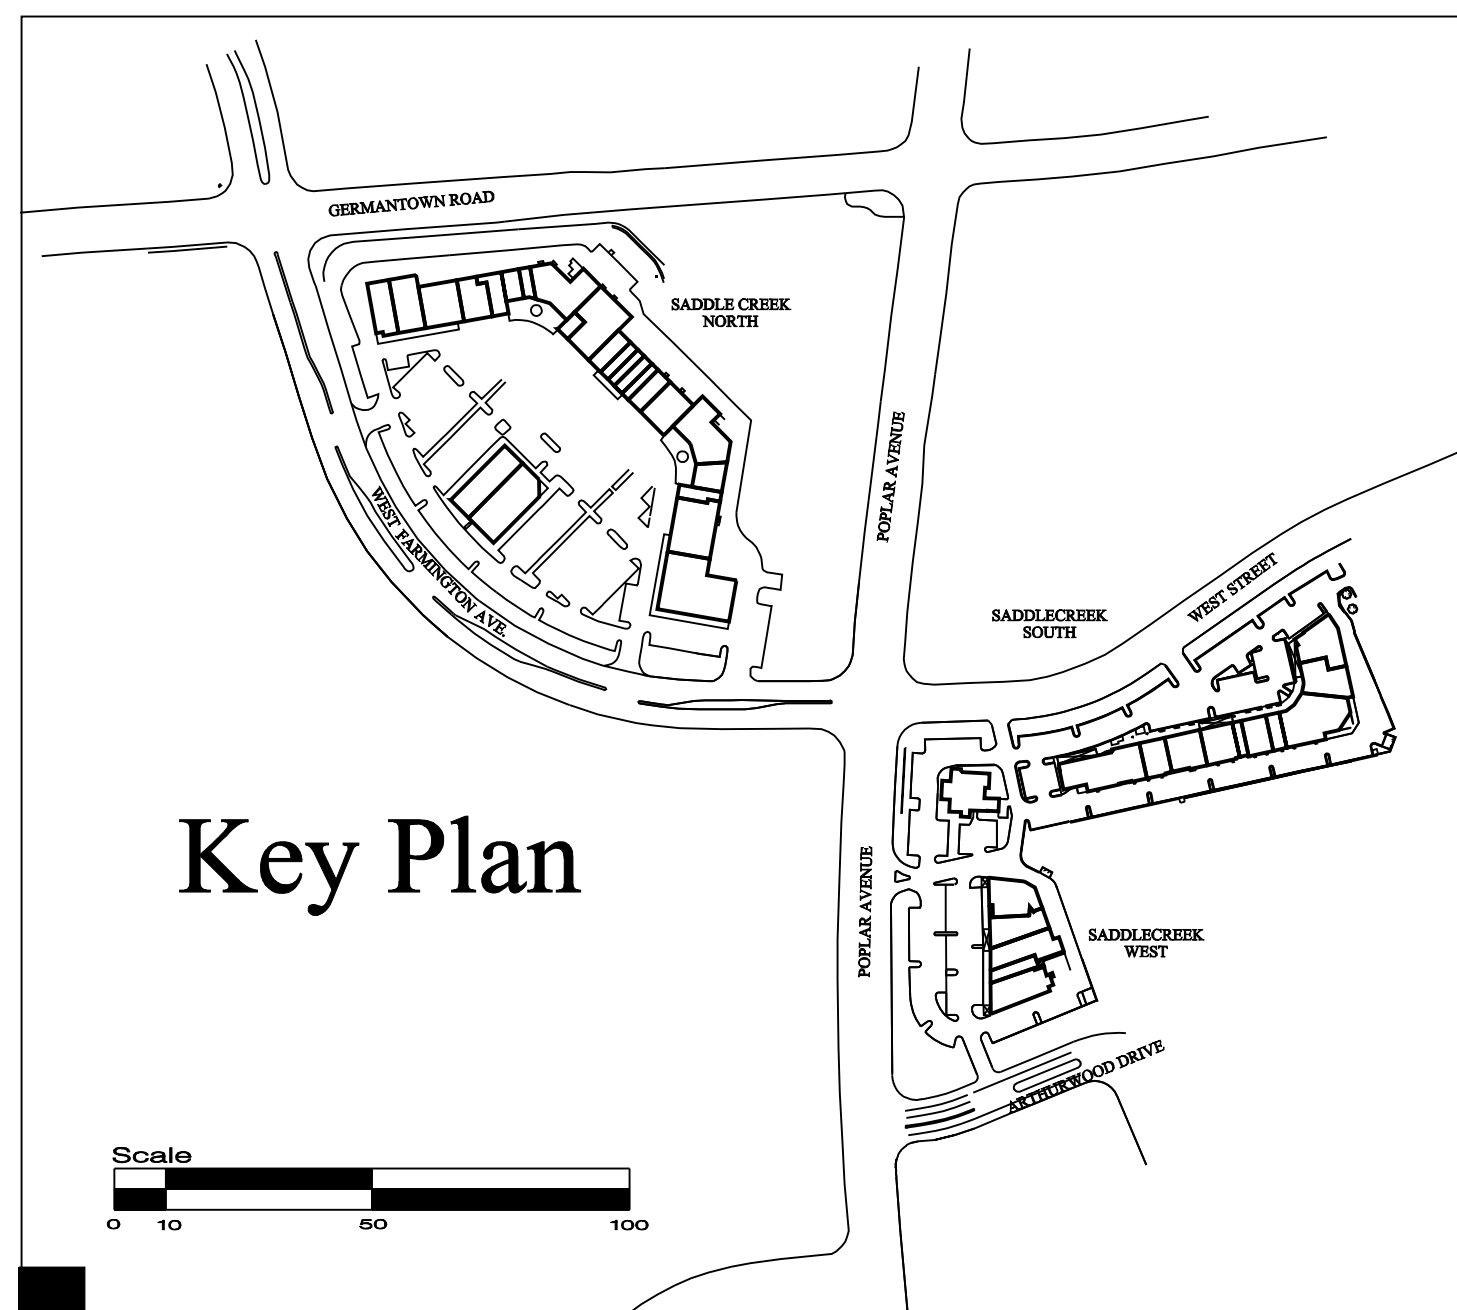 GERMANTOWN ROAD
SADDLE CREEK
NORTH
POPLAR AVENUE
WEST FARMINGTON AVE.
WEST STREET
SADDLECREEK
SOUTH
Key Plan
POPLAR AVENUE
SADDLECREEK
WEST
ARTHURWOOD DRIVE
Scale
0 10 50 100